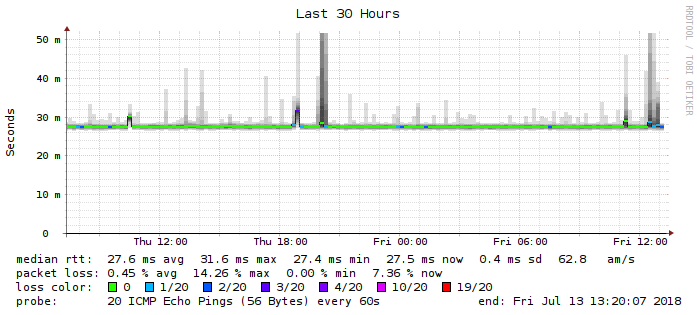 Last 30 Hours
RRDTOOL / TOBI OETIKER
Seconds
50 m
40 m
30 m
20 m
10 m
0
Thu 12:00 Thu 18:00 Fri 00:00 Fri 06:00 Fri 12:00
median rtt: 27.6 ms avg 31.6 ms max 27.4 ms min 27.5 ms now 0.4 ms sd 62.8 am/s
packet loss: 0.45 % avg 14.26 % max 0.00 % min 7.36 % now
loss color: 0 1/20 2/20 3/20 4/20 10/20 19/20
probe: 20 ICMP Echo Pings (56 Bytes) every 60s end: Fri Jul 13 13:20:07 2018